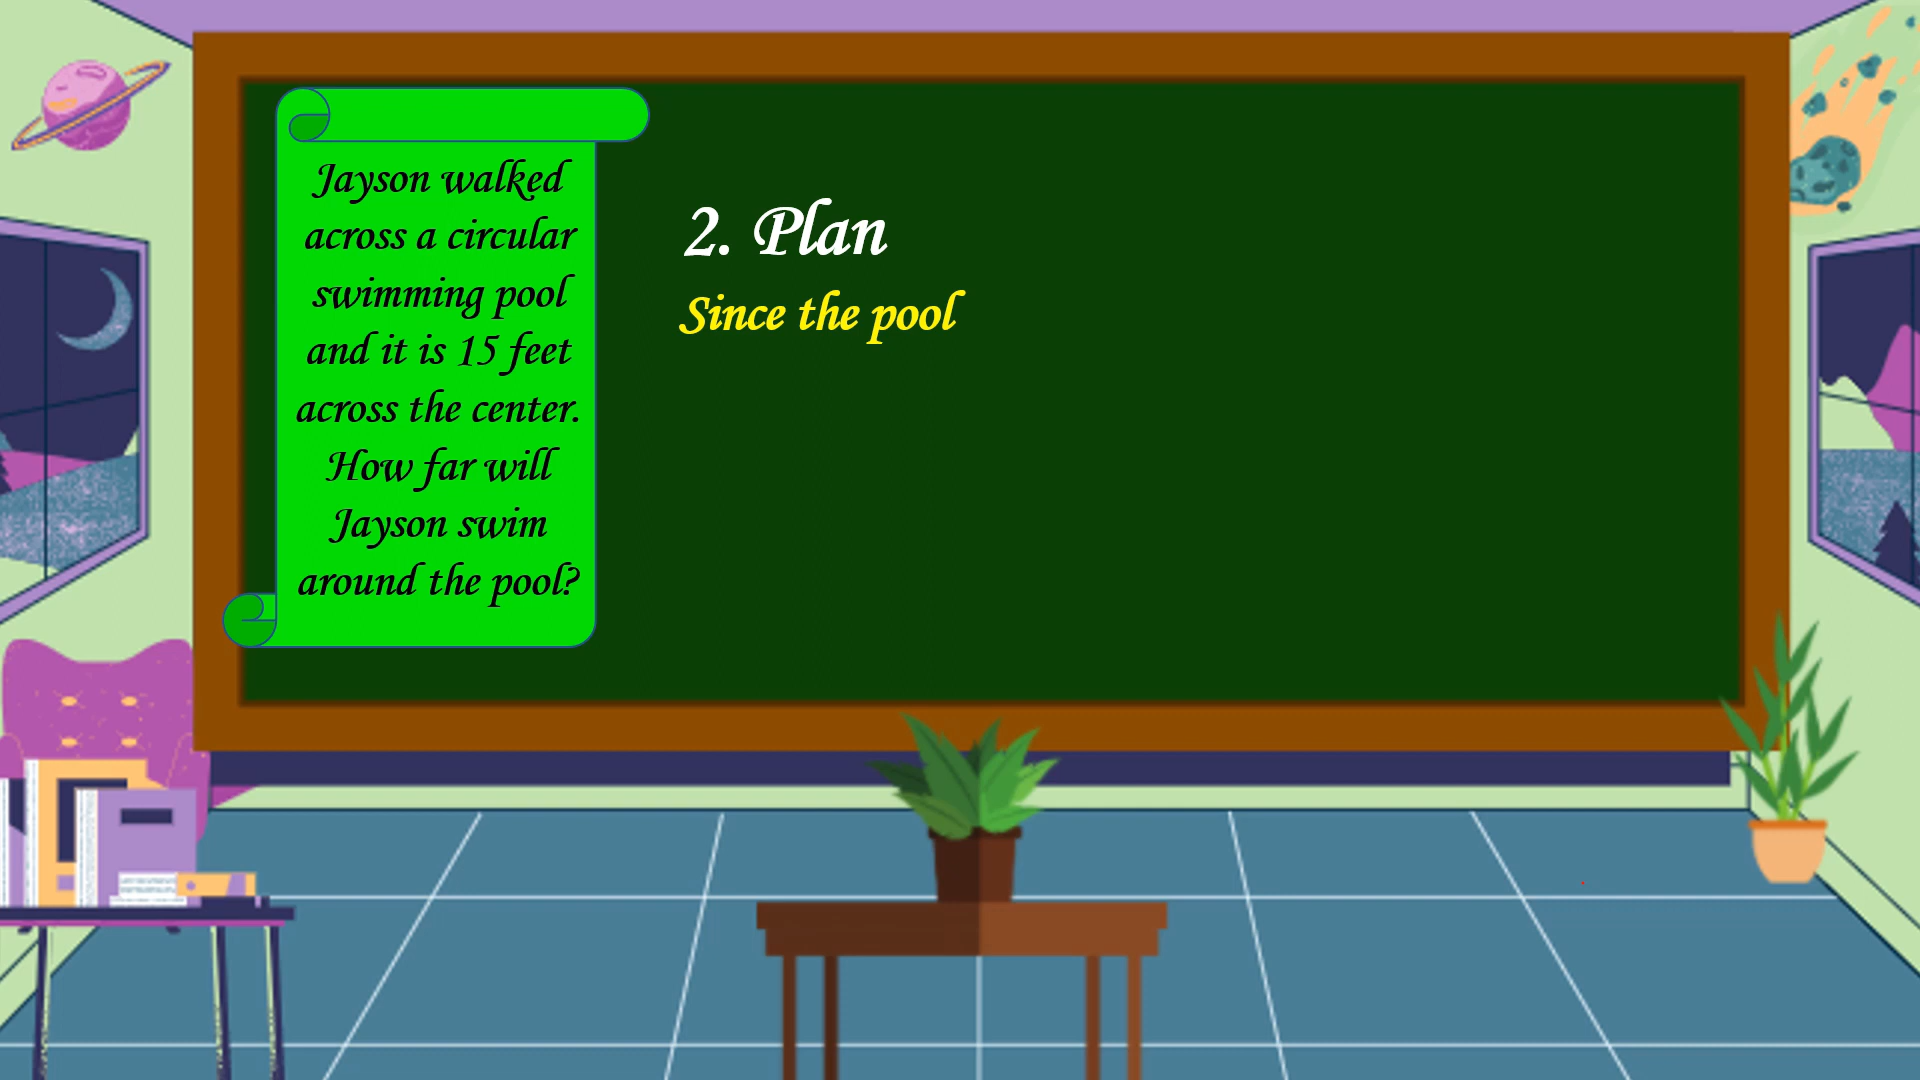 Jayson walked
across a circular
swimming pool
and it is 15 feet
across the center.
How far will
Jayson swim
around the pool?
2. Plan
Since the pool